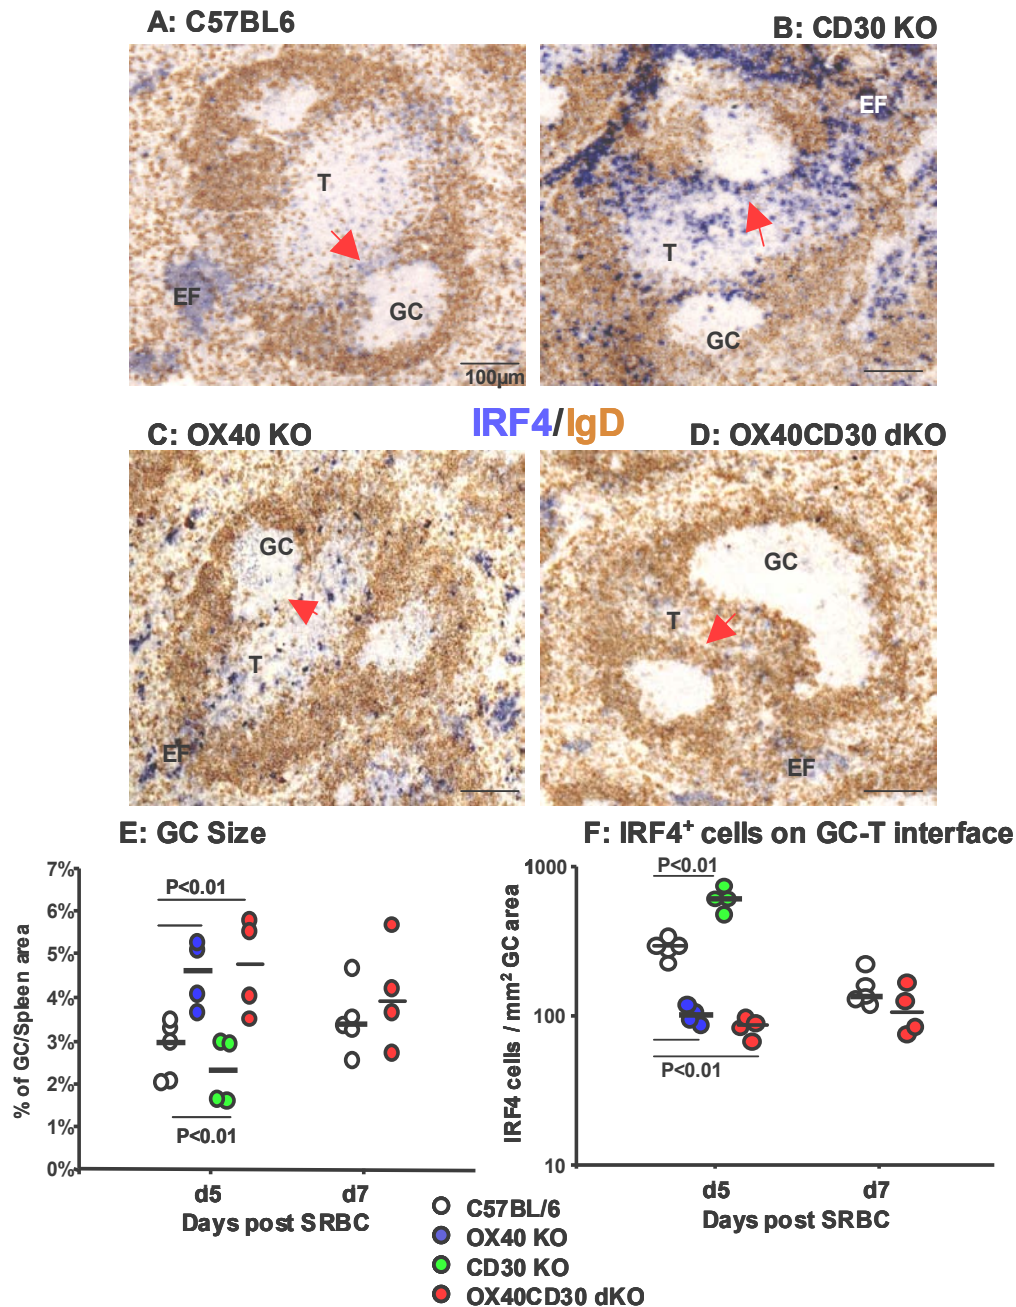 A: C57BL6
B: CD30 KO
T
EF
GC
100µm
EF
T
GC
IRF4/IgD
C: OX40 KO
D: OX40CD30 dKO
GC
T
EF
GC
T
EF
E: GC Size
F: IRF4⁺ cells on GC-T interface
% of GC/Spleen area
7%
6%
5%
4%
3%
2%
1%
0%
P<0.01
P<0.01
d5
d7
Days post SRBC
IRF4 cells / mm² GC area
1000
100
10
P<0.01
P<0.01
d5
d7
Days post SRBC
C57BL/6
OX40 KO
CD30 KO
OX40CD30 dKO